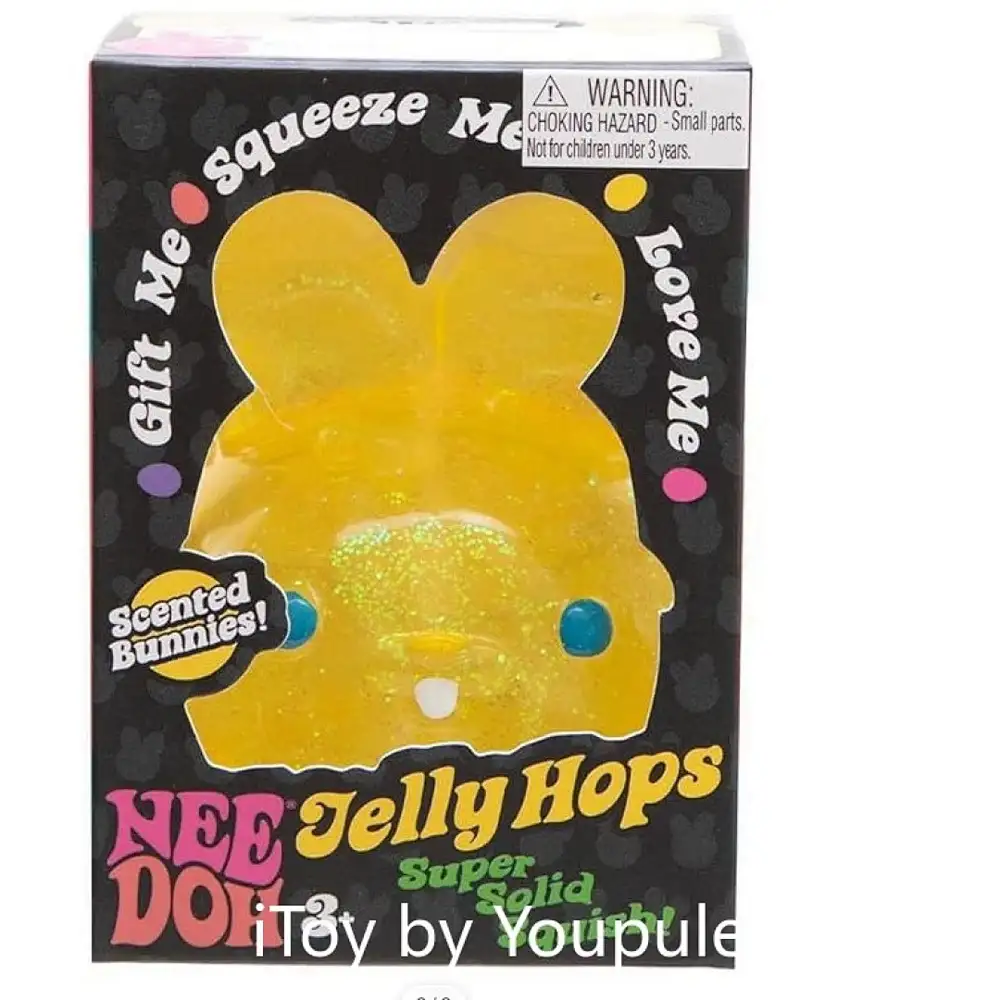 Gift Me
Squeeze Me
Love Me
WARNING:
CHOKING HAZARD - Small parts.
Not for children under 3 years.
Scented
Bunnies!
NEE
DOH®
Jelly Hops
Super
Solid
Squish!
3+
iToy by Youpule